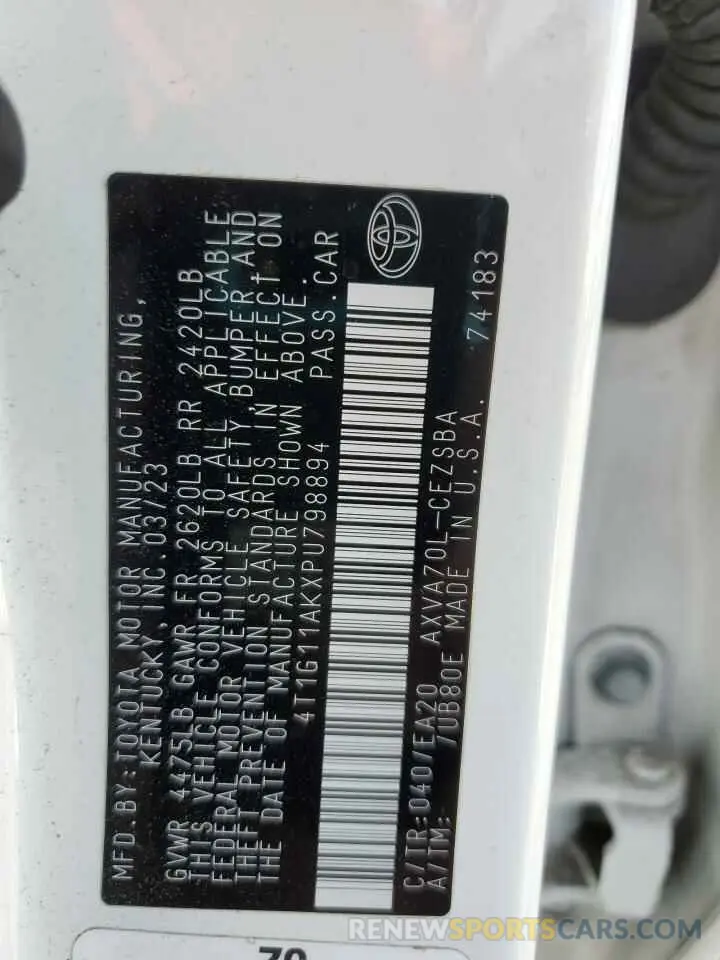 MFD.BY:TOYOTA MOTOR MANUFACTURING,
KENTUCKY, INC.03/23
GVWR 4475LB GAWR FR 2620LB RR 2420LB
THIS VEHICLE CONFORMS TO ALL APPLICABLE
FEDERAL MOTOR VEHICLE SAFETY, BUMPER, AND
THEFT PREVENTION STANDARDS IN EFFECT ON
THE DATE OF MANUFACTURE SHOWN ABOVE.
4T1G11AKXPU798894 PASS.CAR
C/TR:040/EA20 AXVA70L-CEZSBA
A/TM: /UB80E MADE IN U.S.A. 74183
70
RENEWSPORTSCARS.COM